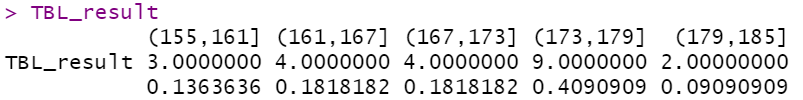 > TBL_result
(155,161] (161,167] (167,173] (173,179] (179,185]
TBL_result 3.0000000 4.0000000 4.0000000 9.0000000 2.00000000
0.1363636 0.1818182 0.1818182 0.4090909 0.09090909